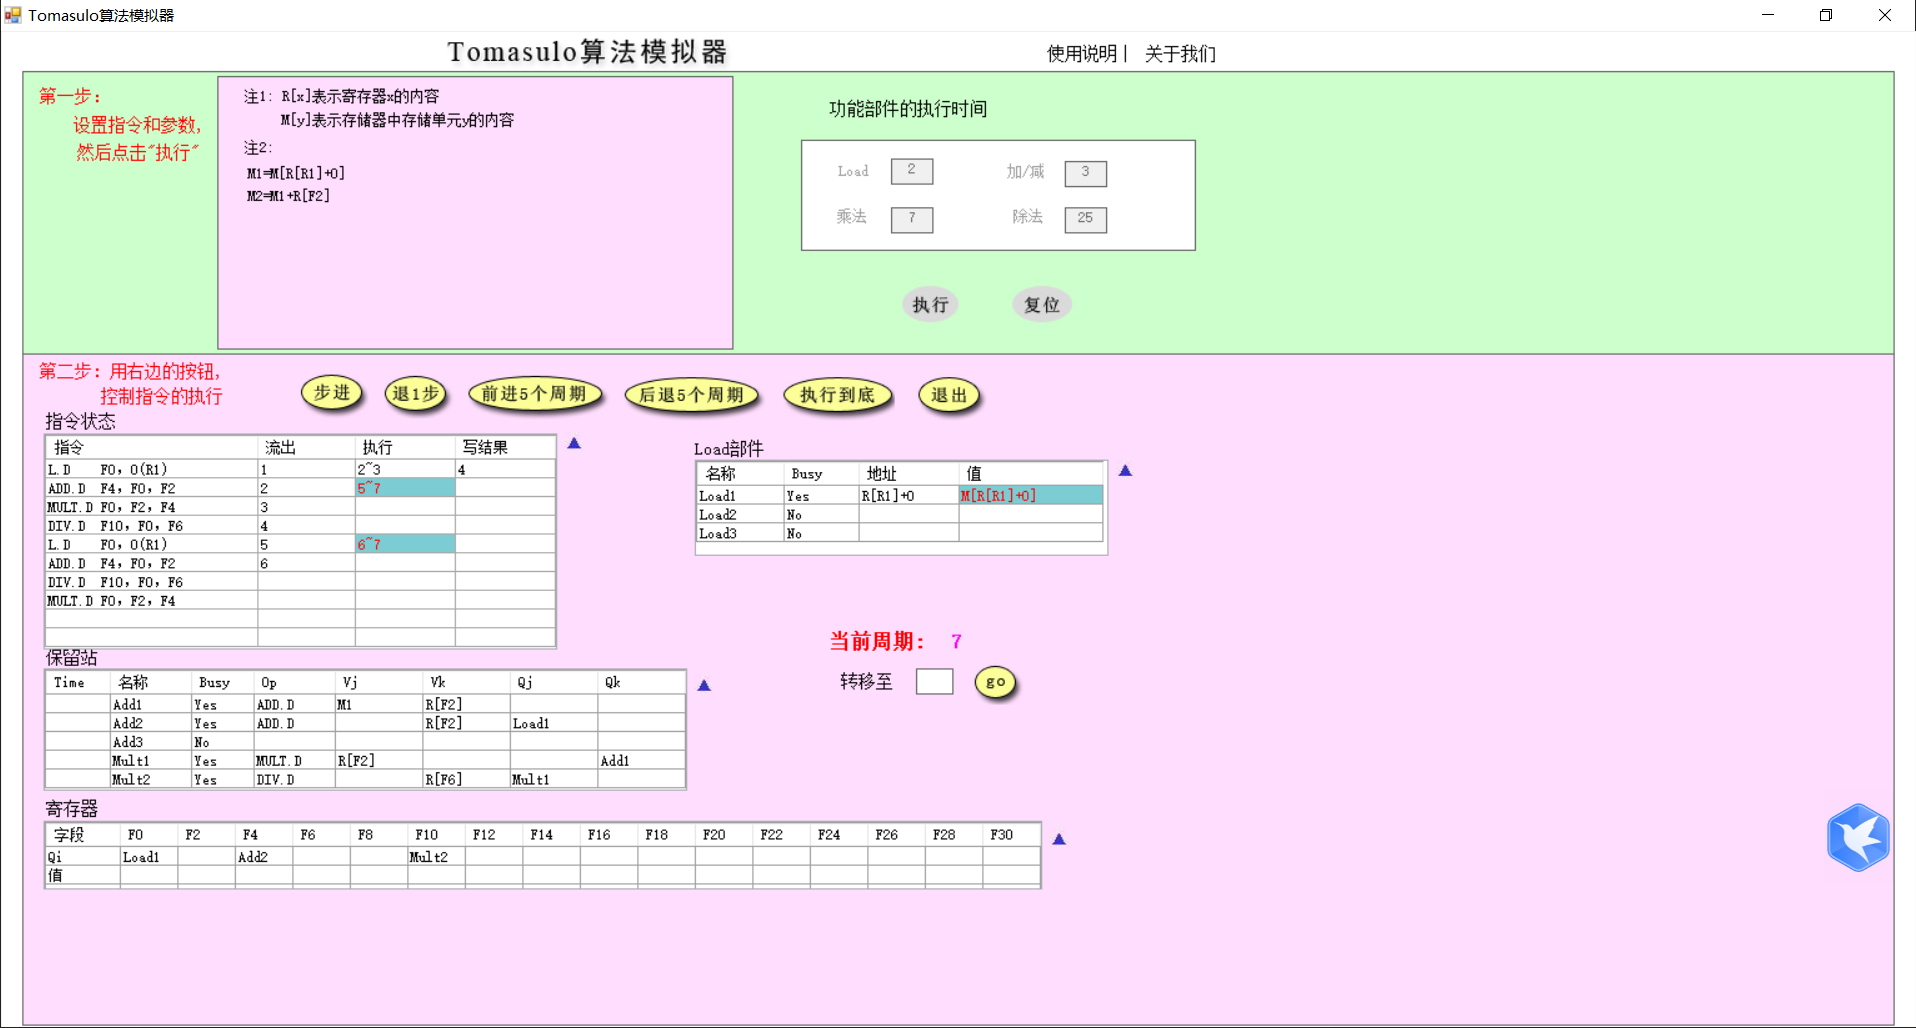 Tomasulo算法模拟器
Tomasulo算法模拟器
使用说明 | 关于我们
第一步:
设置指令和参数,
然后点击"执行"
注1: R[x]表示寄存器x的内容
M[y]表示存储器中存储单元y的内容
注2:
M1=M[R[R1]+0]
M2=M1+R[F2]
功能部件的执行时间
Load 2 加/减 3
乘法 7 除法 25
执行 复位
第二步: 用右边的按钮,
控制指令的执行
步进 退1步 前进5个周期 后退5个周期 执行到底 退出
指令状态
指令 流出 执行 写结果
L.D F0, 0(R1) 1 2~3 4
ADD.D F4, F0, F2 2 5~7
MULT.D F0, F2, F4 3
DIV.D F10, F0, F6 4
L.D F0, 0(R1) 5 6~7
ADD.D F4, F0, F2 6
DIV.D F10, F0, F6
MULT.D F0, F2, F4
Load部件
名称 Busy 地址 值
Load1 Yes R[R1]+0 M[R[R1]+0]
Load2 No
Load3 No
当前周期: 7
转移至 go
保留站
Time 名称 Busy Op Vj Vk Qj Qk
Add1 Yes ADD.D M1 R[F2]
Add2 Yes ADD.D R[F2] Load1
Add3 No
Mult1 Yes MULT.D R[F2] Add1
Mult2 Yes DIV.D R[F6] Mult1
寄存器
字段 F0 F2 F4 F6 F8 F10 F12 F14 F16 F18 F20 F22 F24 F26 F28 F30
Qi Load1 Add2 Mult2
值